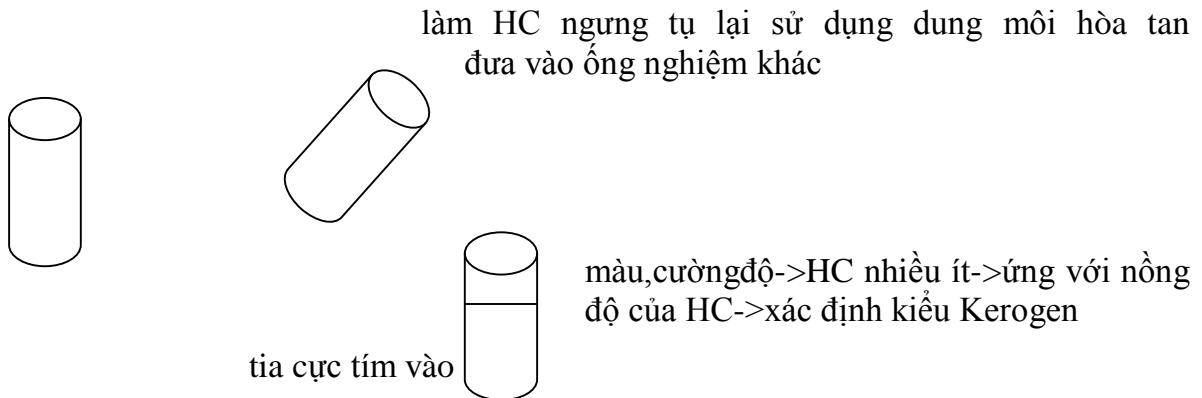 làm HC ngưng tụ lại sử dụng dung môi hòa tan
đưa vào ống nghiệm khác
màu,cườngđộ->HC nhiều ít->ứng với nồng
độ của HC->xác định kiểu Kerogen
tia cực tím vào